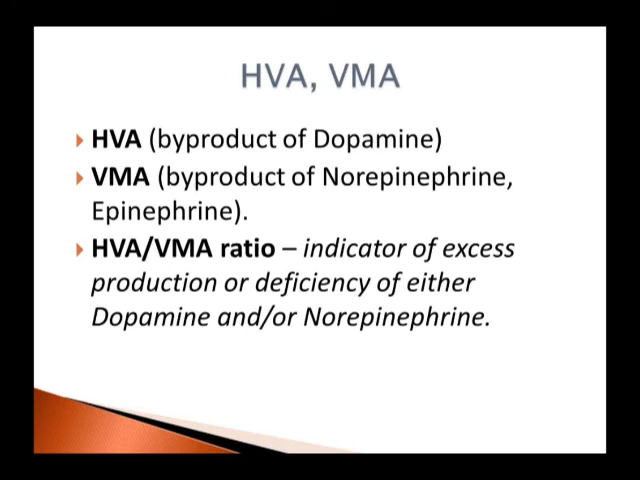 HVA, VMA
HVA (byproduct of Dopamine)
VMA (byproduct of Norepinephrine,
Epinephrine).
HVA/VMA ratio – indicator of excess
production or deficiency of either
Dopamine and/or Norepinephrine.